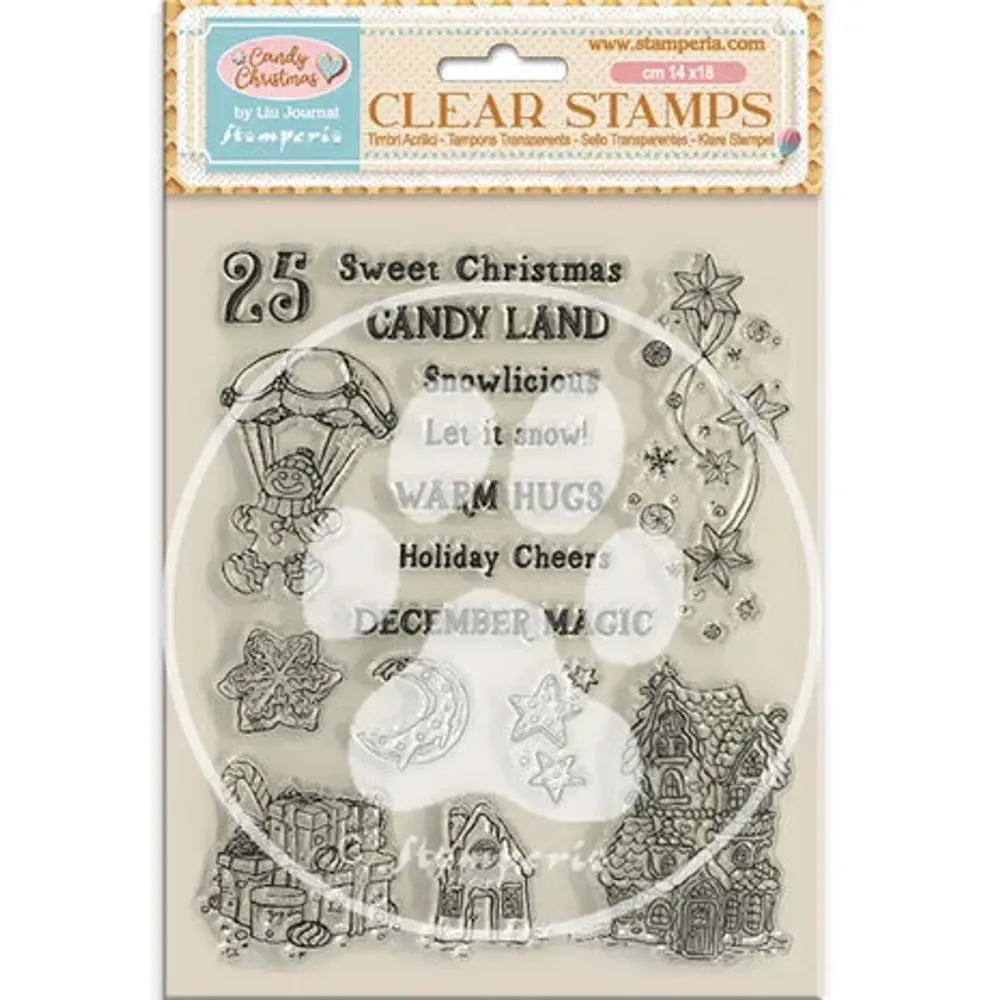 Candy
Christmas
by Liu Journal
Stamperia
www.stamperia.com
cm 14 x18
CLEAR STAMPS
Timbri Acrilici - Tampons Transparents - Sello Transparentes - Klare Stempel
25
Sweet Christmas
CANDY LAND
Snowlicious
Let it snow!
WARM HUGS
Holiday Cheers
DECEMBER MAGIC
Stamperia